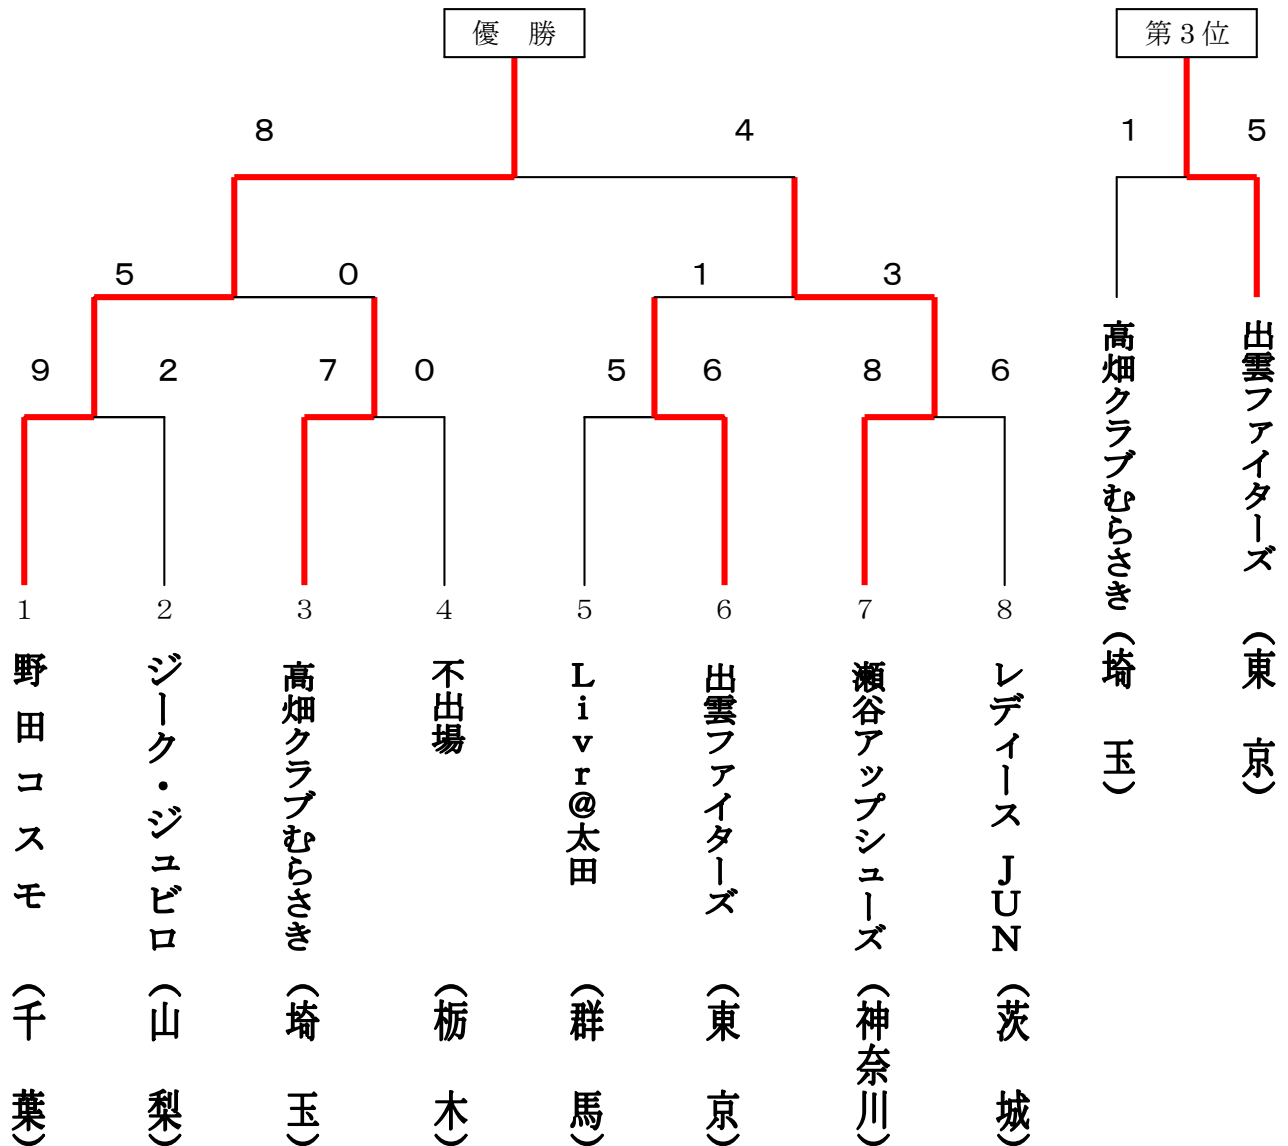 優　勝
第３位
8
4
1
5
5
0
1
3
9
2
7
0
5
6
8
6
高畑クラブむらさき（埼　玉）
出雲ファイターズ　（東　京）
1
2
3
4
5
6
7
8
野田コスモ　（千　葉）
ジーク・ジュビロ　（山　梨）
高畑クラブむらさき　（埼　玉）
不出場　（栃　木）
Ｌｉｖｒ＠太田　（群　馬）
出雲ファイターズ　（東　京）
瀬谷アップシューズ　（神奈川）
レディース ＪＵＮ　（茨　城）